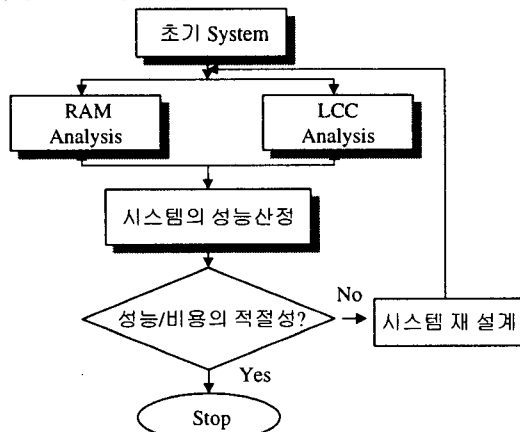 초기 System
RAM
Analysis
LCC
Analysis
시스템의 성능산정
성능/비용의 적절성?
No
시스템 재 설계
Yes
Stop